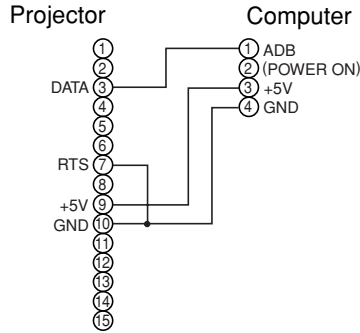 Projector Computer
1 1 ADB
2 2 (POWER ON)
DATA 3 3 +5V
4 4 GND
5
6
RTS 7
8
+5V 9
GND 10
11
12
13
14
15